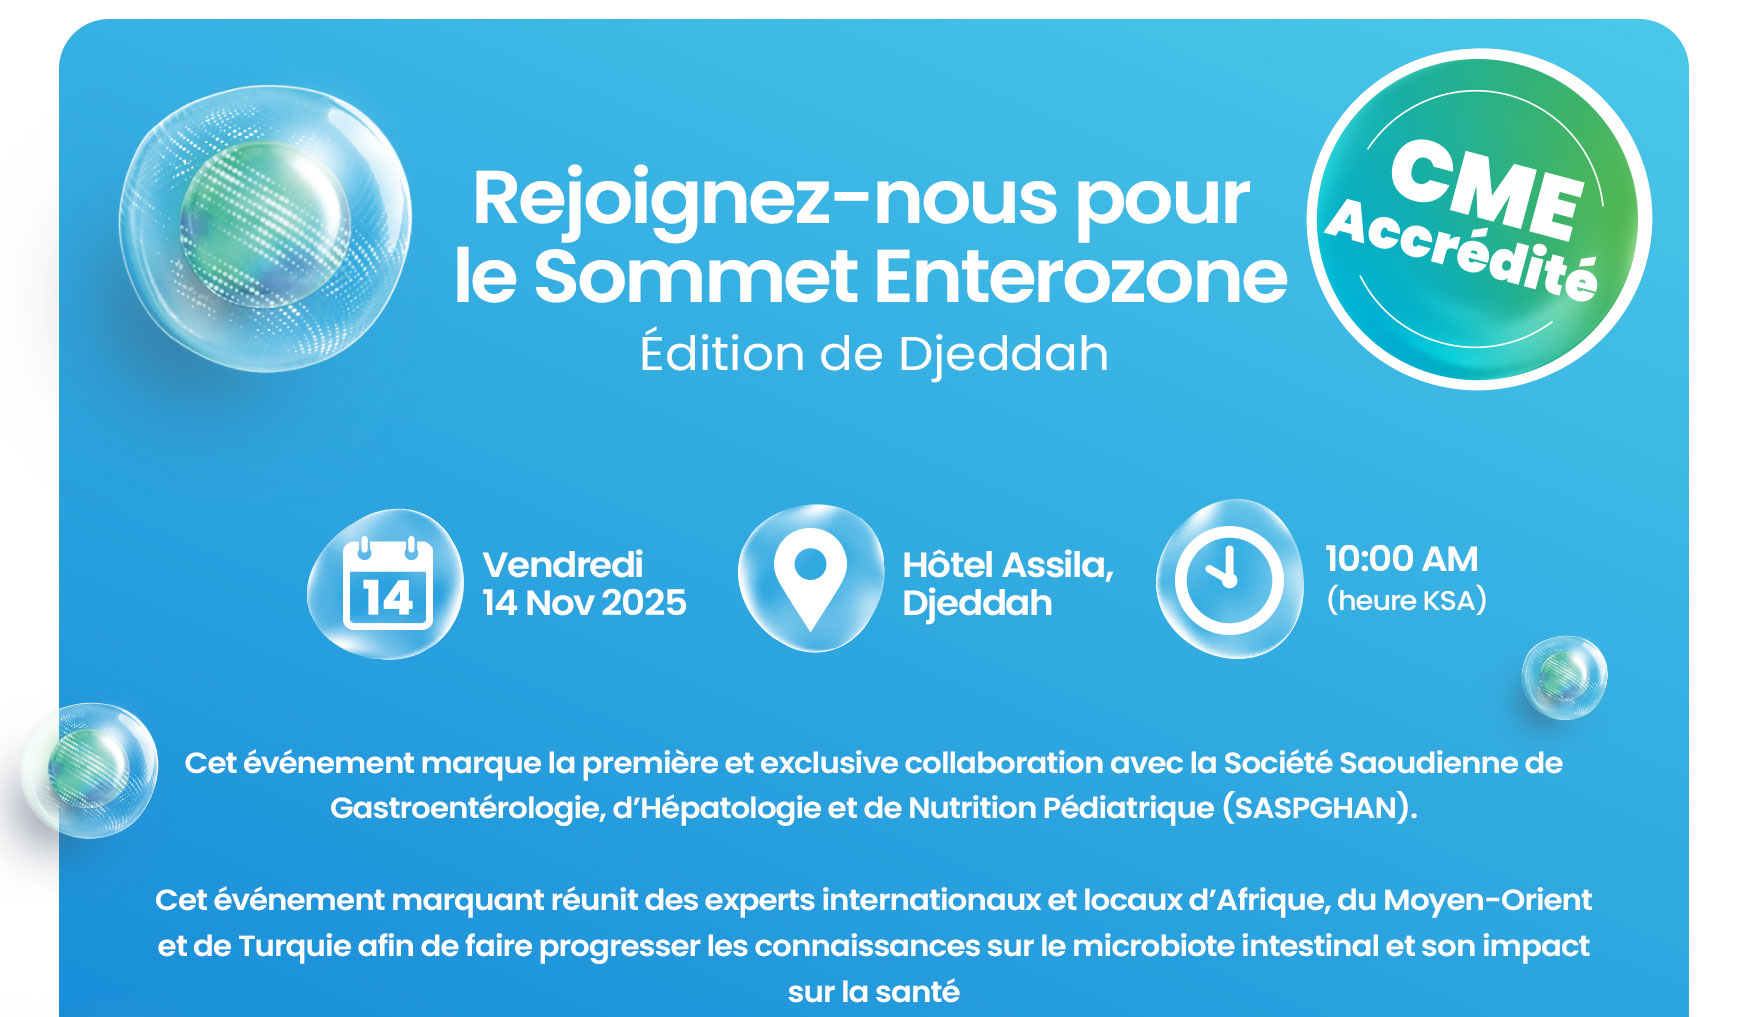 Rejoignez-nous pour
le Sommet Enterozone
Édition de Djeddah
CME
Accrédité
14
Vendredi
14 Nov 2025
Hôtel Assila,
Djeddah
10:00 AM
(heure KSA)
Cet événement marque la première et exclusive collaboration avec la Société Saoudienne de
Gastroentérologie, d’Hépatologie et de Nutrition Pédiatrique (SASPGHAN).
Cet événement marquant réunit des experts internationaux et locaux d’Afrique, du Moyen-Orient
et de Turquie afin de faire progresser les connaissances sur le microbiote intestinal et son impact
sur la santé